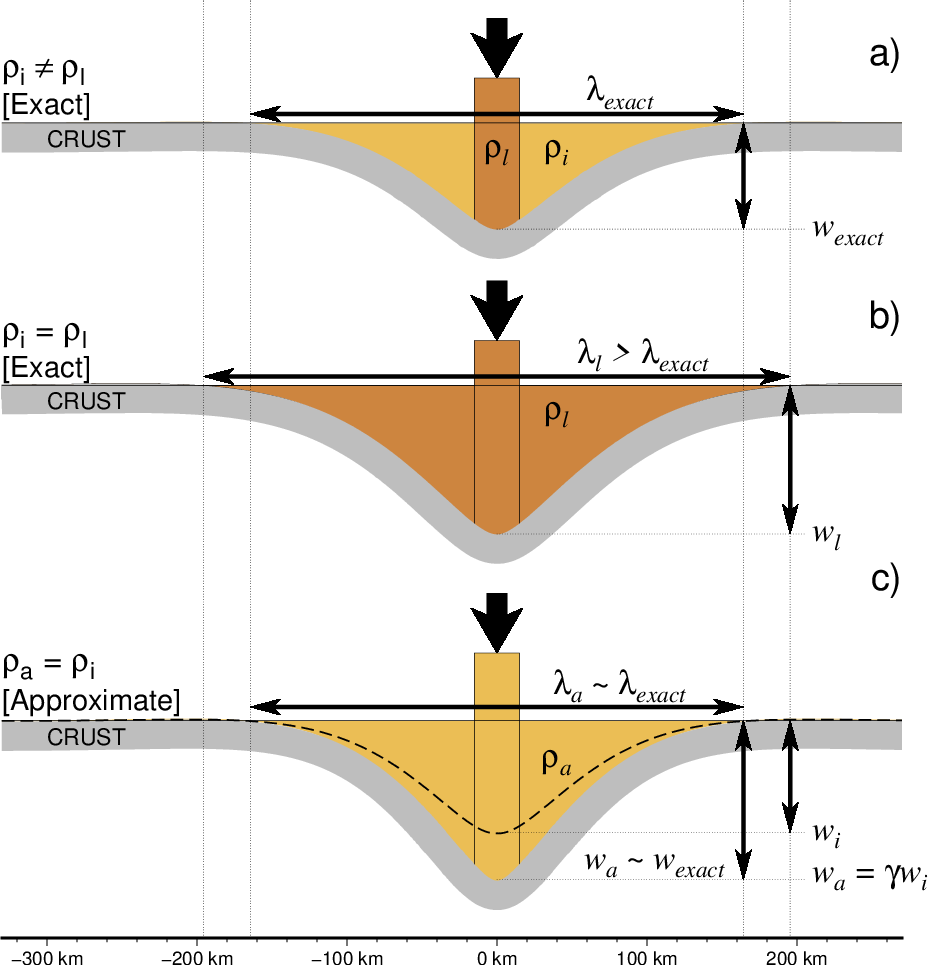 a)
ρi ≠ ρl
[Exact]
λexact
CRUST
ρl
ρi
wexact
b)
ρi = ρl
[Exact]
λl > λexact
CRUST
ρl
wl
c)
ρa = ρi
[Approximate]
λa ~ λexact
CRUST
ρa
wi
wa ~ wexact
wa = γwi
−300 km
−200 km
−100 km
0 km
100 km
200 km